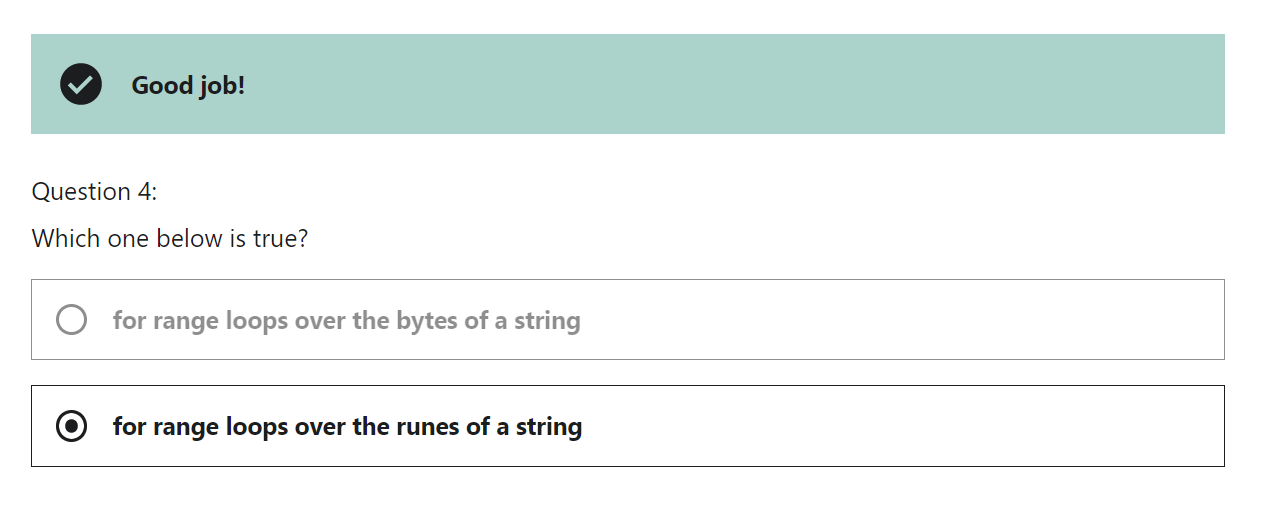 Good job!
Question 4:
Which one below is true?
for range loops over the bytes of a string
for range loops over the runes of a string